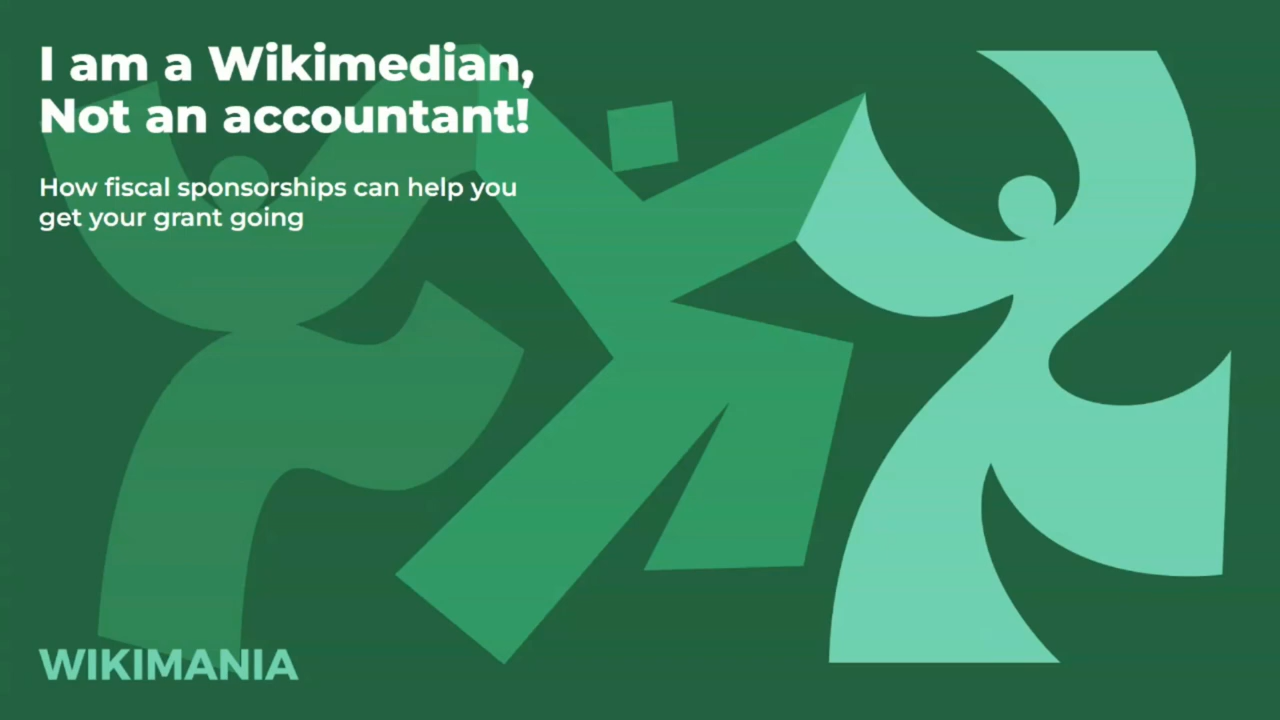 I am a Wikimedian,
Not an accountant!
How fiscal sponsorships can help you
get your grant going
WIKIMANIA